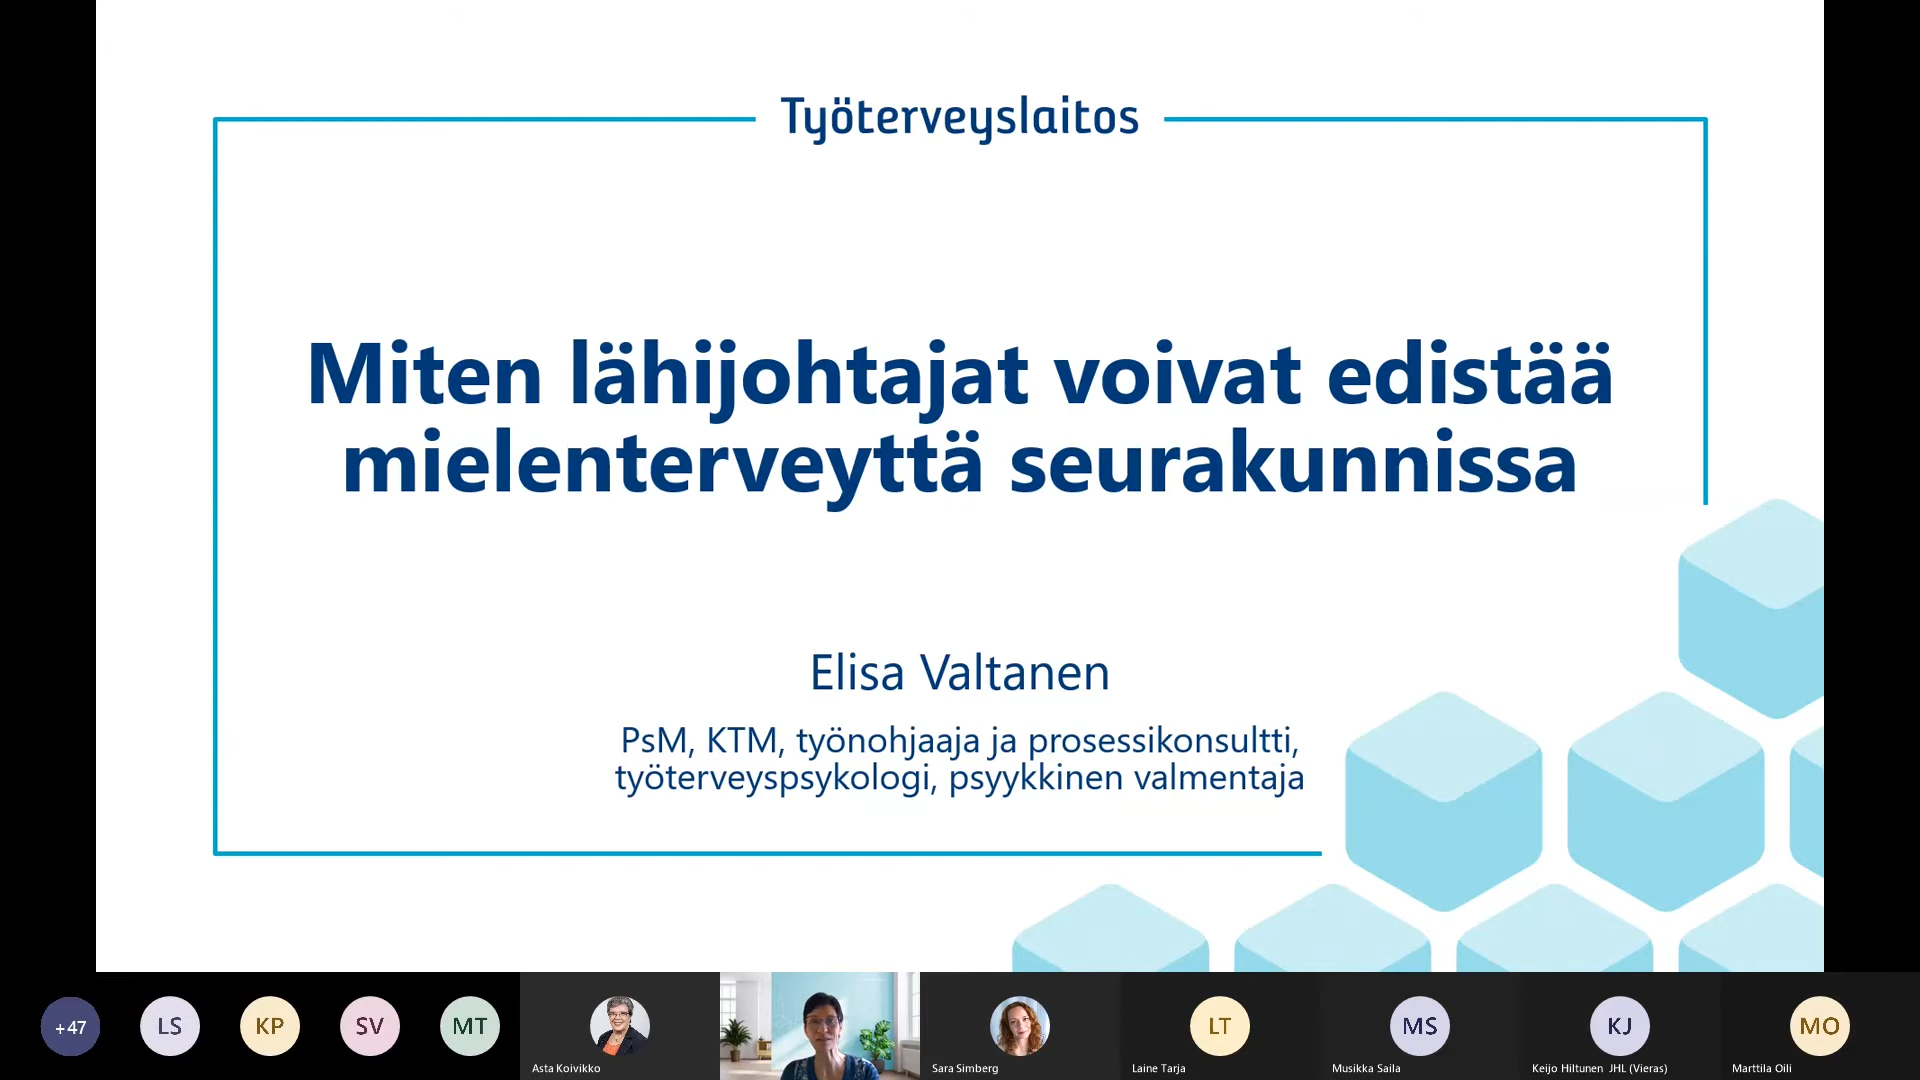 Työterveyslaitos
Miten lähijohtajat voivat edistää
mielenterveyttä seurakunnissa
Elisa Valtanen
PsM, KTM, työnohjaaja ja prosessikonsultti,
työterveyspsykologi, psyykkinen valmentaja
+47
LS
KP
SV
MT
Asta Koivikko
Sara Simberg
LT
Laine Tarja
MS
Musikka Saila
KJ
Keijo Hiltunen JHL (Vieras)
MO
Marttila Oili